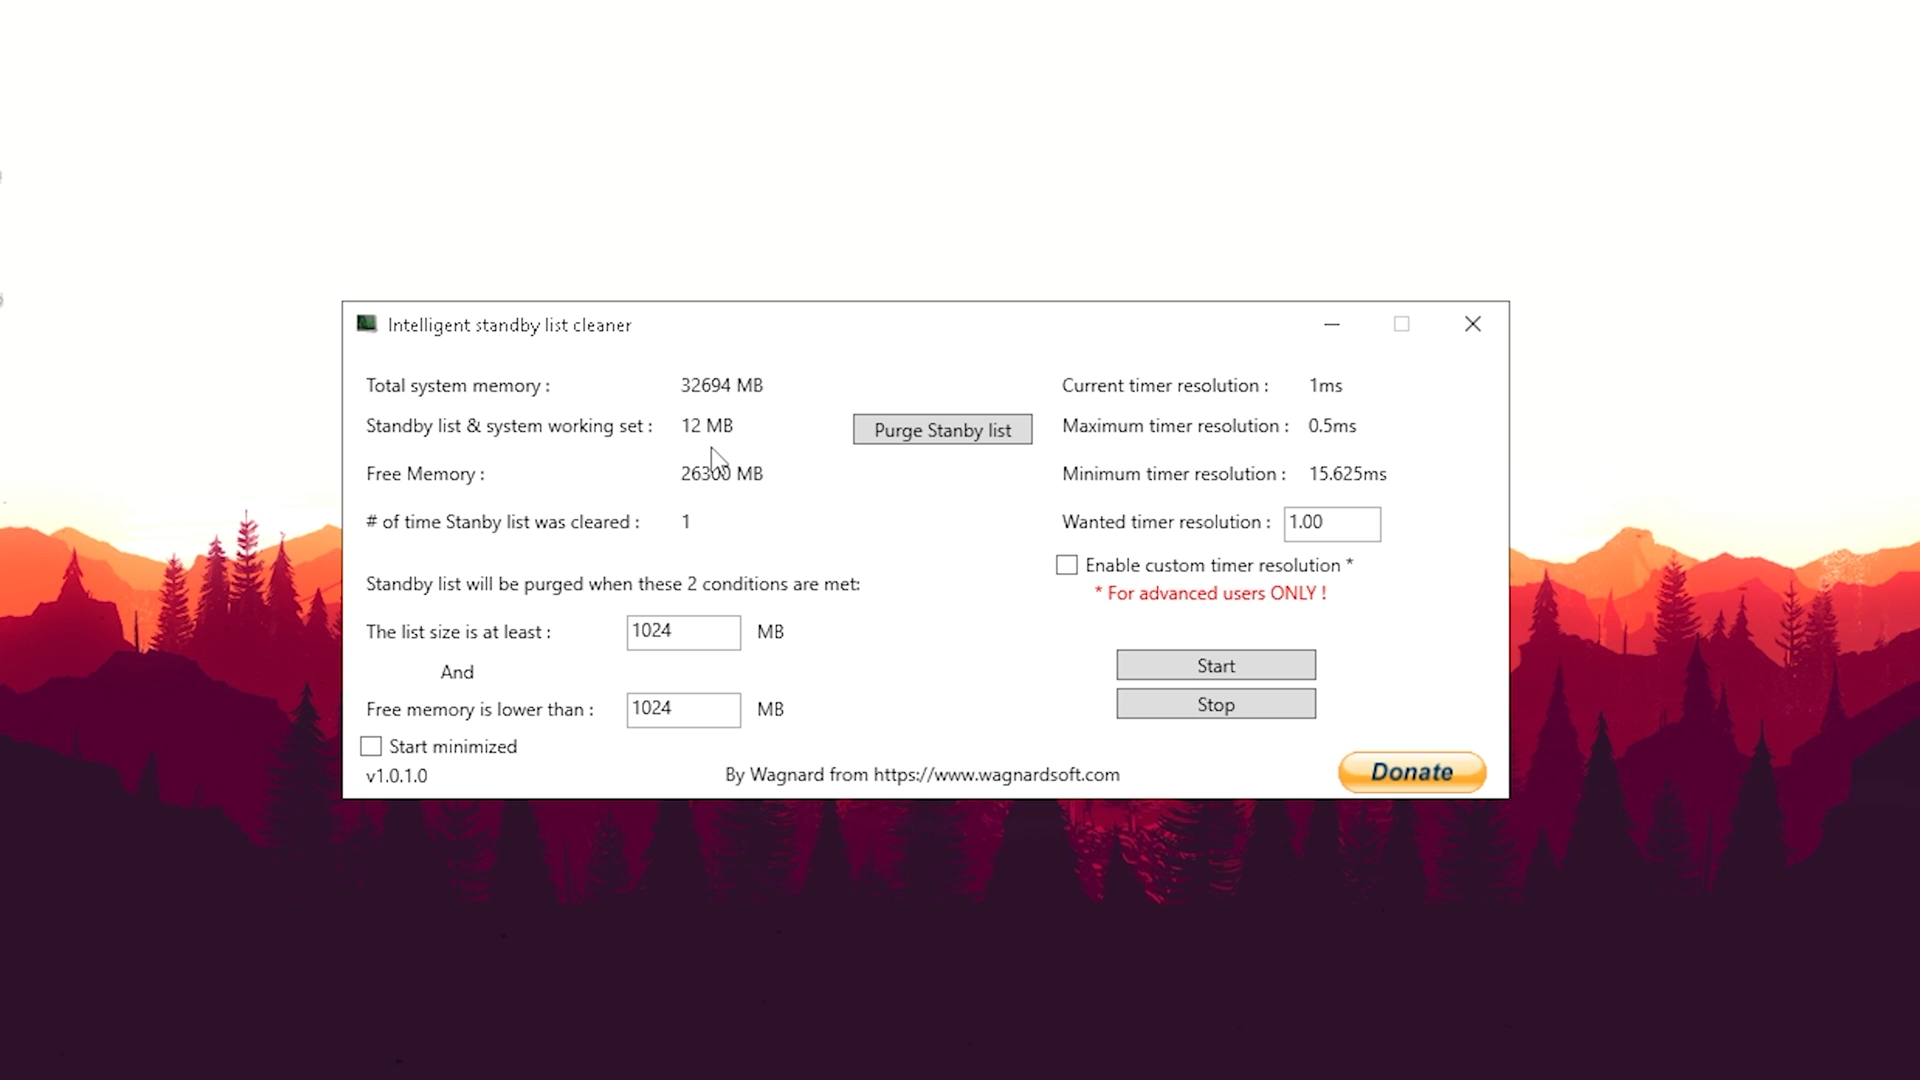 Intelligent standby list cleaner
Total system memory : 32694 MB
Standby list & system working set : 12 MB
Purge Stanby list
Free Memory : 26300 MB
# of time Stanby list was cleared : 1
Standby list will be purged when these 2 conditions are met:
The list size is at least : 1024 MB
And
Free memory is lower than : 1024 MB
Start minimized
v1.0.1.0
Current timer resolution : 1ms
Maximum timer resolution : 0.5ms
Minimum timer resolution : 15.625ms
Wanted timer resolution : 1.00
Enable custom timer resolution *
* For advanced users ONLY !
Start
Stop
By Wagnard from https://www.wagnardsoft.com
Donate